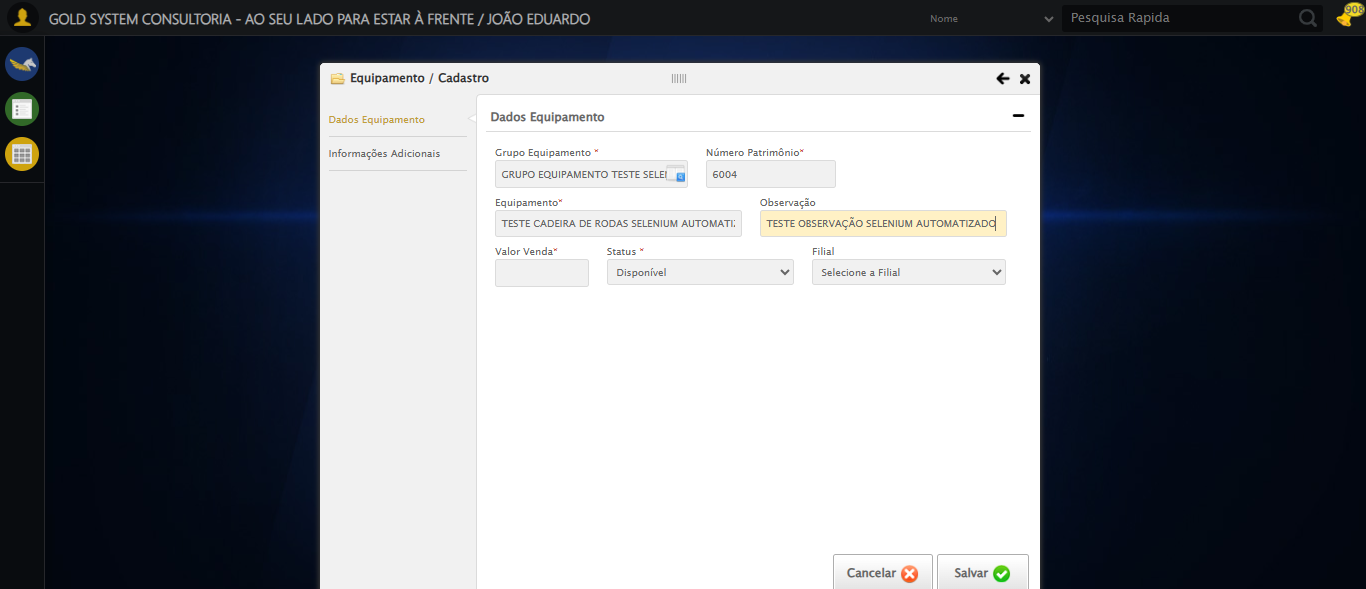 GOLD SYSTEM CONSULTORIA - AO SEU LADO PARA ESTAR À FRENTE / JOÃO EDUARDO
Nome
Pesquisa Rapida
908
Equipamento / Cadastro
Dados Equipamento
Informações Adicionais
Dados Equipamento
Grupo Equipamento *
Número Patrimônio*
GRUPO EQUIPAMENTO TESTE SELE
6004
Equipamento*
Observação
TESTE CADEIRA DE RODAS SELENIUM AUTOMATI
TESTE OBSERVAÇÃO SELENIUM AUTOMATIZADO
Valor Venda*
Status *
Filial
Disponível
Selecione a Filial
Cancelar
Salvar